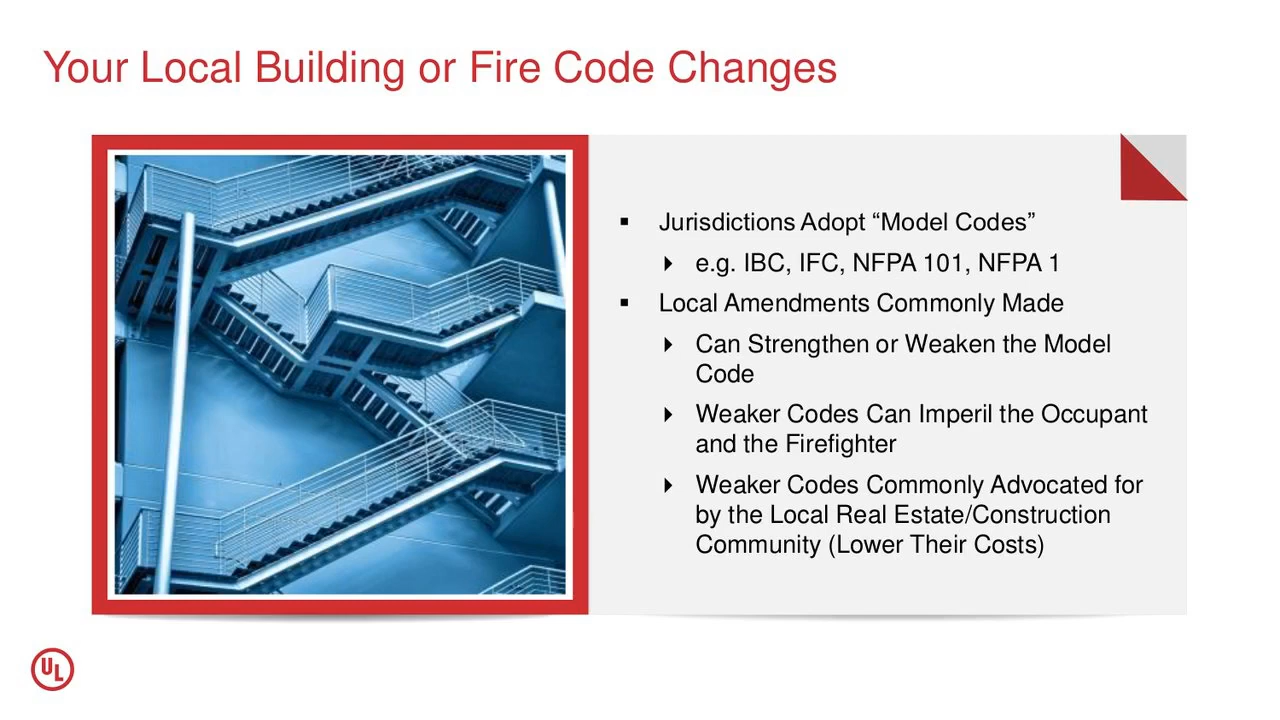 Your Local Building or Fire Code Changes
▪ Jurisdictions Adopt “Model Codes”
e.g. IBC, IFC, NFPA 101, NFPA 1
▪ Local Amendments Commonly Made
Can Strengthen or Weaken the Model
Code
Weaker Codes Can Imperil the Occupant
and the Firefighter
Weaker Codes Commonly Advocated for
by the Local Real Estate/Construction
Community (Lower Their Costs)
UL